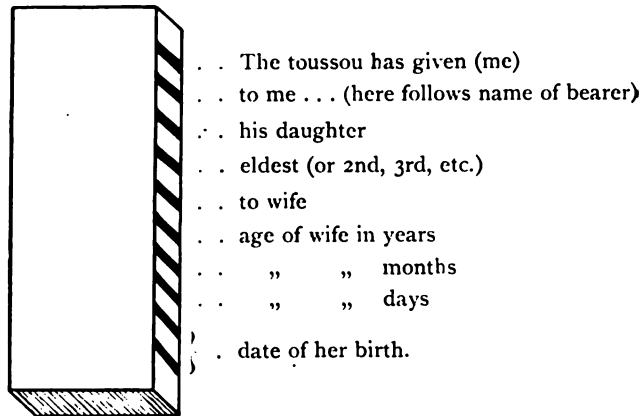 . . The toussou has given (me)
. . to me . . . (here follows name of bearer)
. . his daughter
. . eldest (or 2nd, 3rd, etc.)
. . to wife
. . age of wife in years
. . „ „ months
. . „ „ days
. date of her birth.